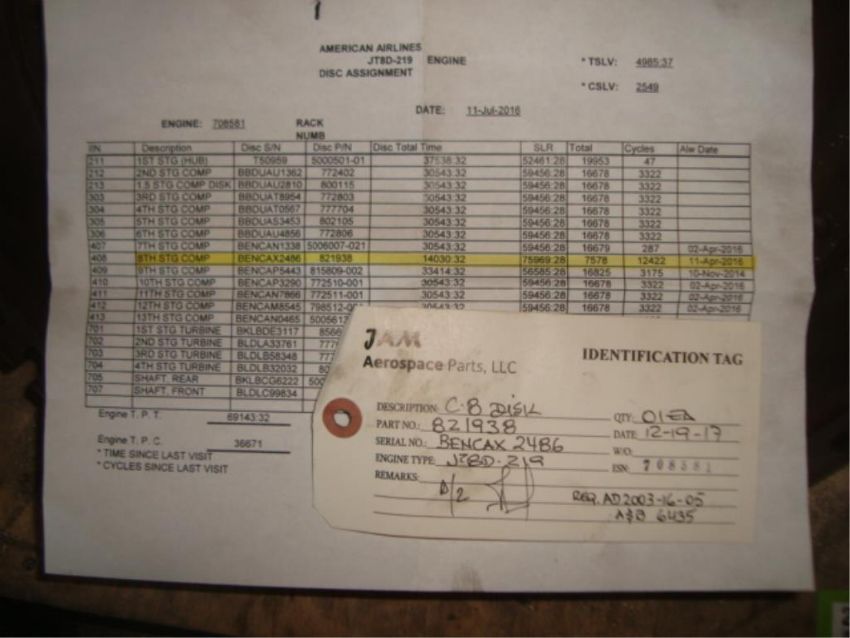 AMERICAN AIRLINES
JT8D-219 ENGINE
DISC ASSIGNMENT
* TSLV: 4985:37
* CSLV: 2549
DATE: 11-Jul-2016
ENGINE: 708581 RACK
NUMB
I/N Description Disc S/N Disc P/N Disc Total Time SLR Total Cycles Alw Date
211 1ST STG (HUB) T50959 5000501-01 37538:32 52461:28 19953 47
212 2ND STG COMP BBDUAU1362 772402 30543:32 59456:28 16678 3322
213 1.5 STG COMP DISK BBDUAU2810 800115 30543:32 59456:28 16678 3322
303 3RD STG COMP BBDUAT8954 772803 30543:32 59456:28 16678 3322
304 4TH STG COMP BBDUAT0567 777704 30543:32 59456:28 16678 3322
305 5TH STG COMP BBDUAS3453 802105 30543:32 59456:28 16678 3322
306 6TH STG COMP BBDUAU4856 772806 30543:32 59456:28 16678 3322
407 7TH STG COMP BENCAN1338 5006007-021 30543:32 59456:28 16679 287 02-Apr-2016
408 8TH STG COMP BENCAX2486 821938 14030:32 75969:28 7578 12422 11-Apr-2016
409 9TH STG COMP BENCAP5443 815809-002 33414:32 56585:28 16825 3175 10-Nov-2014
410 10TH STG COMP BENCAP3290 772510-001 30543:32 59456:28 16678 3322 02-Apr-2016
411 11TH STG COMP BENCAN7866 772511-001 30543:32 59456:28 16678 3322 02-Apr-2016
412 12TH STG COMP BENCAM8545 798512-001 30543:32 59456:28 16678 3322 02-Apr-2016
413 13TH STG COMP BENCAN0465 5005612
701 1ST STG TURBINE BKLBDE3117 8566
702 2ND STG TURBINE BLDLA33761 777
703 3RD STG TURBINE BLDLB58348 777
704 4TH STG TURBINE BLDLB32032 80
705 SHAFT, REAR BKLBCG6222 500
707 SHAFT, FRONT BLDLC99834
Engine T. P. T. 69143:32
Engine T. P. C. 36671
* TIME SINCE LAST VISIT
* CYCLES SINCE LAST VISIT
JAM
Aerospace Parts, LLC
IDENTIFICATION TAG
DESCRIPTION: C-8 DISK QTY: 01EA
PART NO.: 821938 DATE 12-19-17
SERIAL NO.: BENCAX 2486 W/O:
ENGINE TYPE: JT8D-219 ESN: 708581
REMARKS:
REQ. AD2003-16-05
ASB 6435